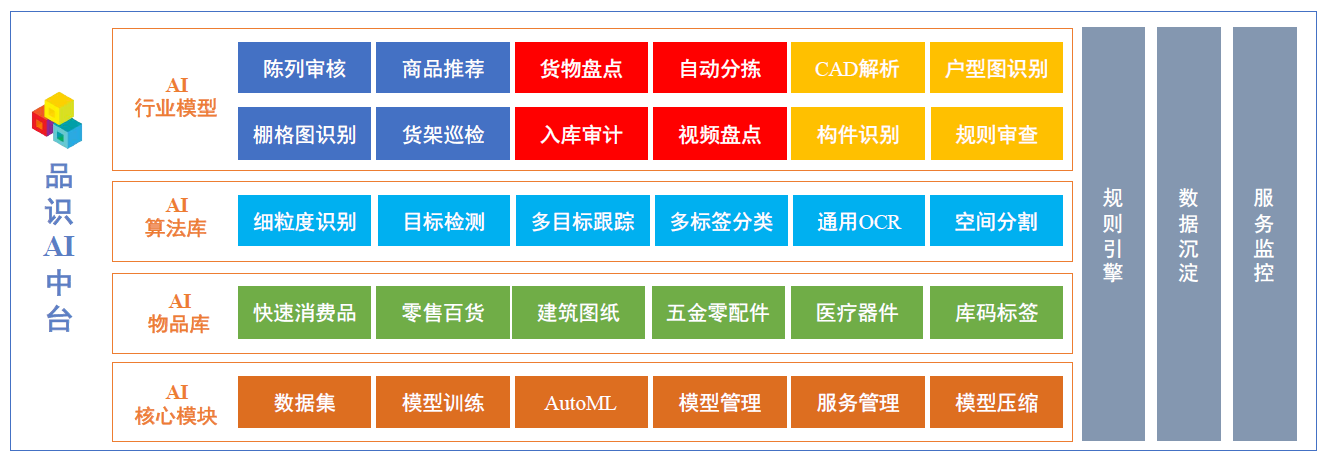 品识AI中台
AI
行业模型
陈列审核 商品推荐 货物盘点 自动分拣 CAD解析 户型图识别
棚格图识别 货架巡检 入库审计 视频盘点 构件识别 规则审查
AI
算法库
细粒度识别 目标检测 多目标跟踪 多标签分类 通用OCR 空间分割
AI
物品库
快速消费品 零售百货 建筑图纸 五金零配件 医疗器件 库码标签
AI
核心模块
数据集 模型训练 AutoML 模型管理 服务管理 模型压缩
规则引擎
数据沉淀
服务监控